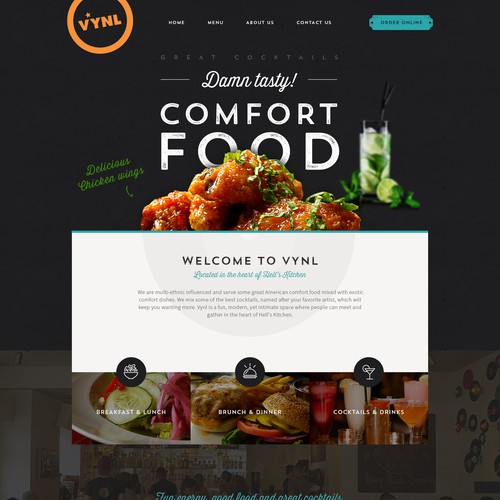 VYNL
HOME MENU ABOUT US CONTACT US ORDER ONLINE
GREAT COCKTAILS
Damn tasty!
COMFORT
FOOD
Delicious
Chicken wings
WELCOME TO VYNL
Located in the heart of Hell's Kitchen
We are multi-ethnic influenced and serve some great American comfort food mixed with exotic
comfort dishes. We mix some of the best cocktails, named after your favorite artist, which will
keep you wanting more. Vynl is a fun, modern, yet intimate space where people can meet and
gather in the heart of Hell's Kitchen.
BREAKFAST & LUNCH
BRUNCH & DINNER
COCKTAILS & DRINKS
Fun energy, good food and great cocktails